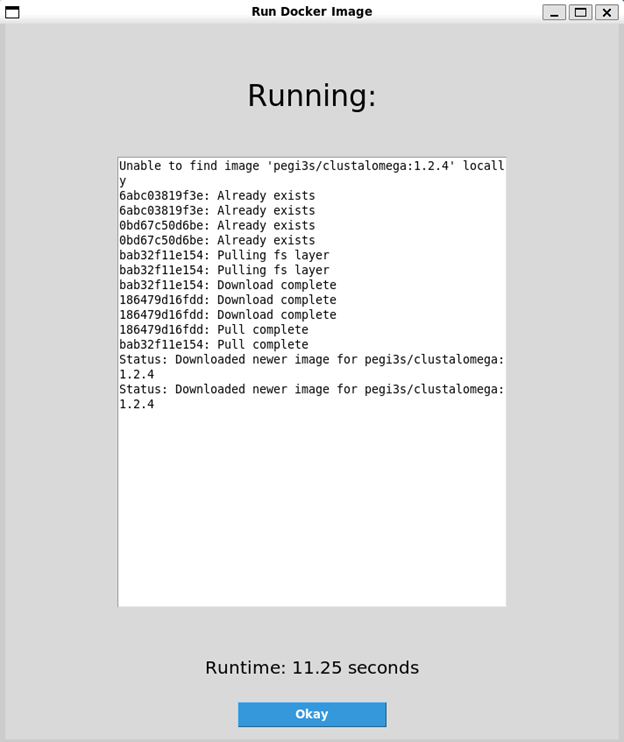 Run Docker Image
Running:
Unable to find image 'pegi3s/clustalomega:1.2.4' locall
y
6abc03819f3e: Already exists
6abc03819f3e: Already exists
0bd67c50d6be: Already exists
0bd67c50d6be: Already exists
bab32f11e154: Pulling fs layer
bab32f11e154: Pulling fs layer
bab32f11e154: Download complete
186479d16fdd: Download complete
186479d16fdd: Download complete
186479d16fdd: Pull complete
bab32f11e154: Pull complete
Status: Downloaded newer image for pegi3s/clustalomega:
1.2.4
Status: Downloaded newer image for pegi3s/clustalomega:
1.2.4
Runtime: 11.25 seconds
Okay